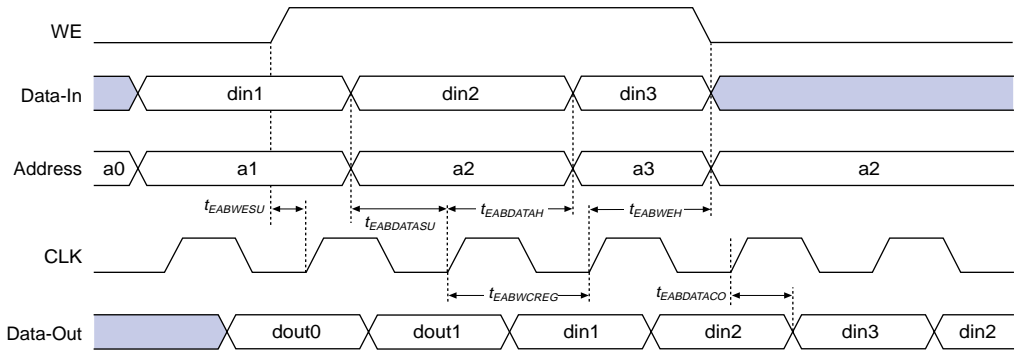 WE
Data-In din1 din2 din3
Address a0 a1 a2 a3 a2
tEABWESU tEABDATASU tEABDATAH tEABWEH
CLK
tEABWCREG tEABDATACO
Data-Out dout0 dout1 din1 din2 din3 din2